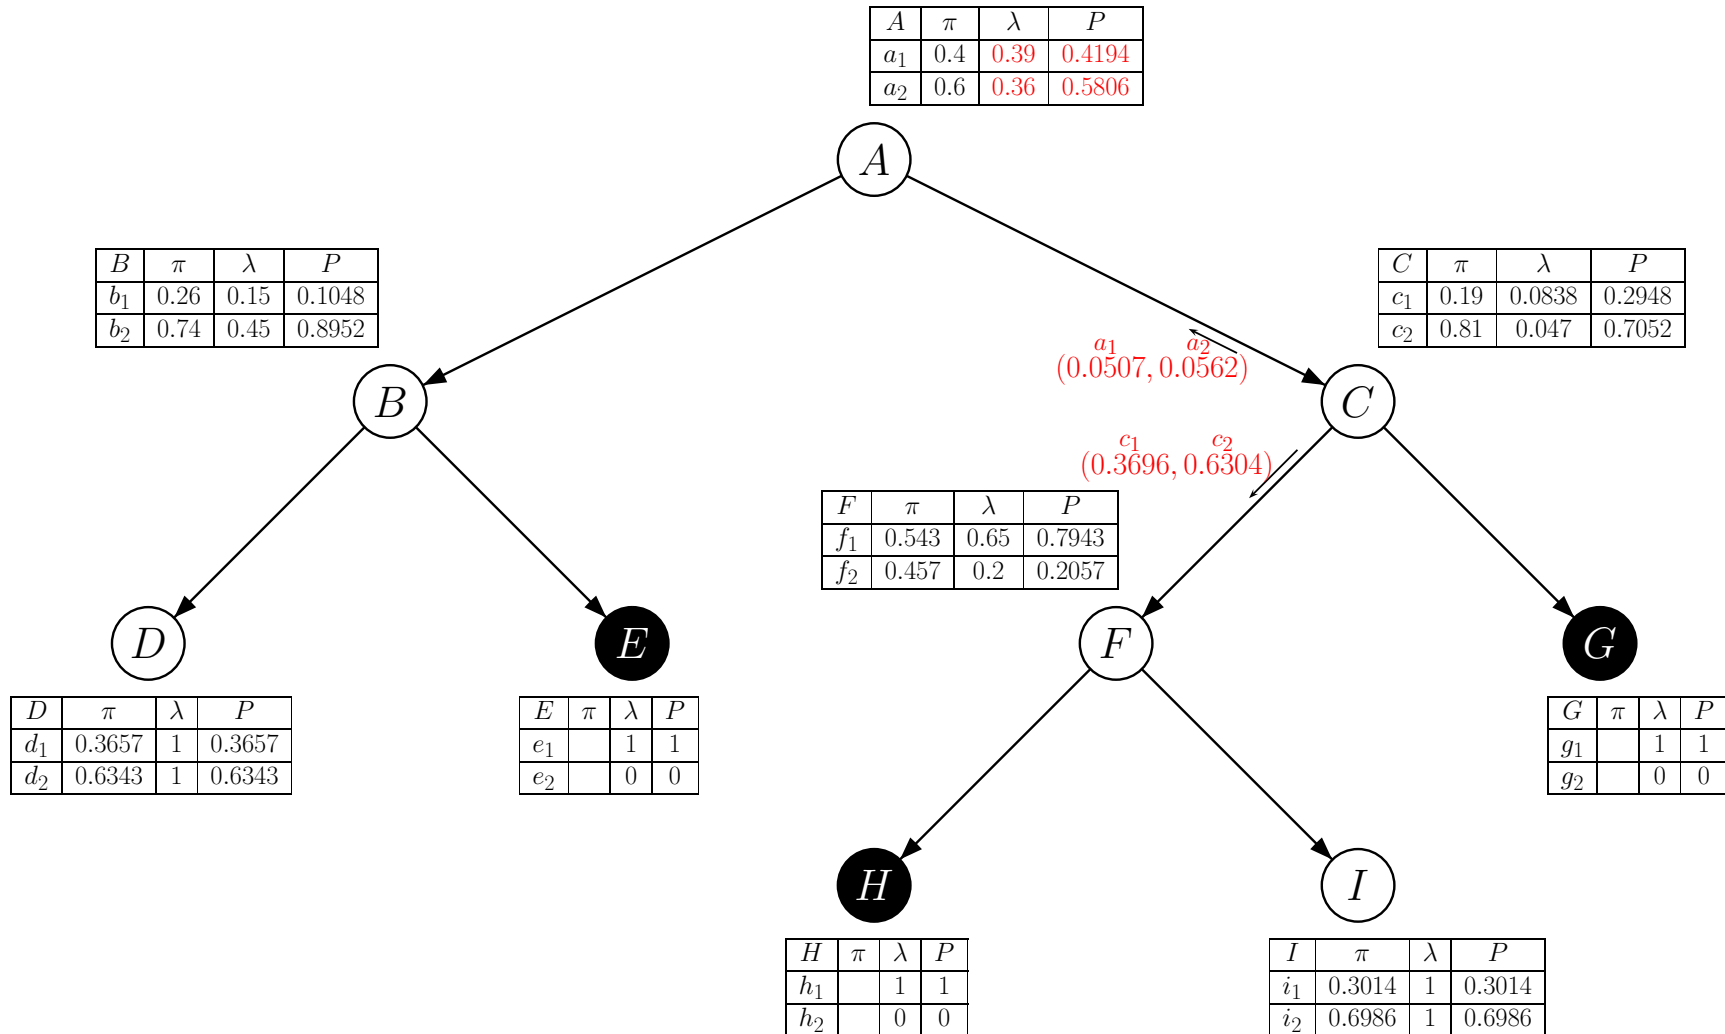 A π λ P
a₁ 0.4 0.39 0.4194
a₂ 0.6 0.36 0.5806
A
B π λ P
b₁ 0.26 0.15 0.1048
b₂ 0.74 0.45 0.8952
C π λ P
c₁ 0.19 0.0838 0.2948
c₂ 0.81 0.047 0.7052
a₁ a₂
(0.0507, 0.0562)
B
C
c₁ c₂
(0.3696, 0.6304)
F π λ P
f₁ 0.543 0.65 0.7943
f₂ 0.457 0.2 0.2057
D
E
F
G
D π λ P
d₁ 0.3657 1 0.3657
d₂ 0.6343 1 0.6343
E π λ P
e₁ 1 1
e₂ 0 0
G π λ P
g₁ 1 1
g₂ 0 0
H
I
H π λ P
h₁ 1 1
h₂ 0 0
I π λ P
i₁ 0.3014 1 0.3014
i₂ 0.6986 1 0.6986